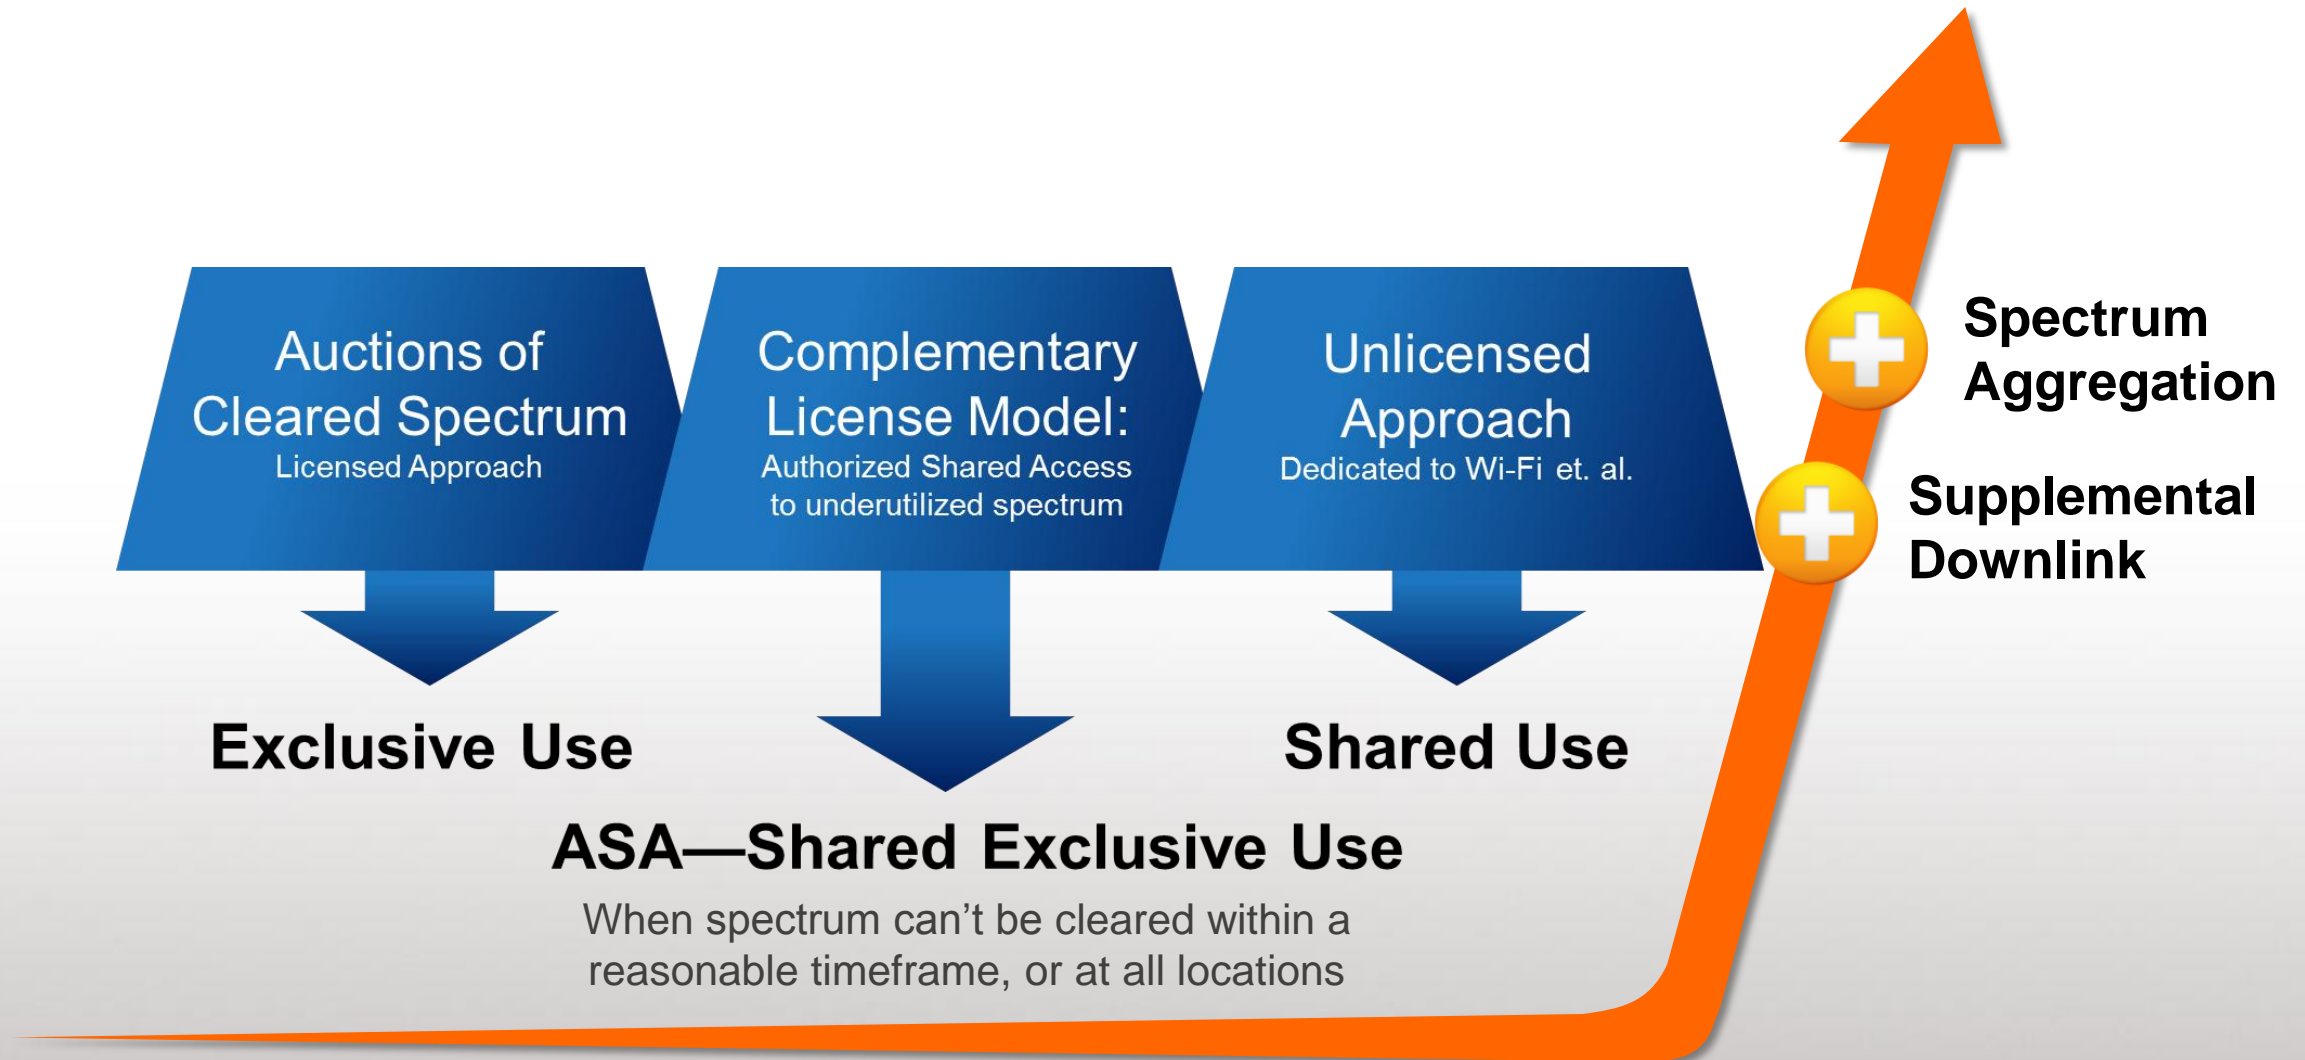 Auctions of
Cleared Spectrum
Licensed Approach
Complementary
License Model:
Authorized Shared Access
to underutilized spectrum
Unlicensed
Approach
Dedicated to Wi-Fi et. al.
Spectrum
Aggregation
Supplemental
Downlink
Exclusive Use
Shared Use
ASA—Shared Exclusive Use
When spectrum can’t be cleared within a
reasonable timeframe, or at all locations